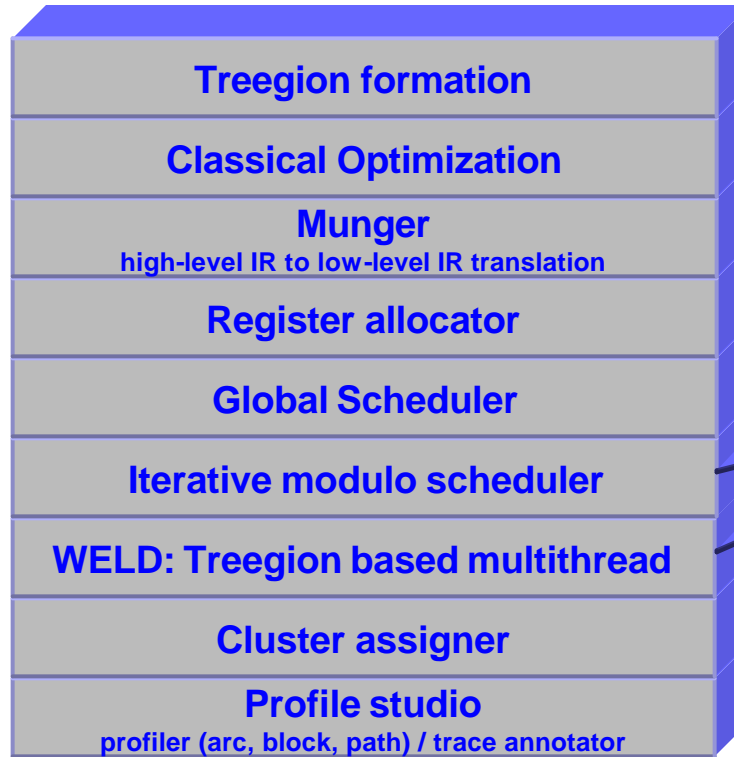 Treegion formation
Classical Optimization
Munger
high-level IR to low-level IR translation
Register allocator
Global Scheduler
Iterative modulo scheduler
WELD: Treegion based multithread
Cluster assigner
Profile studio
profiler (arc, block, path) / trace annotator